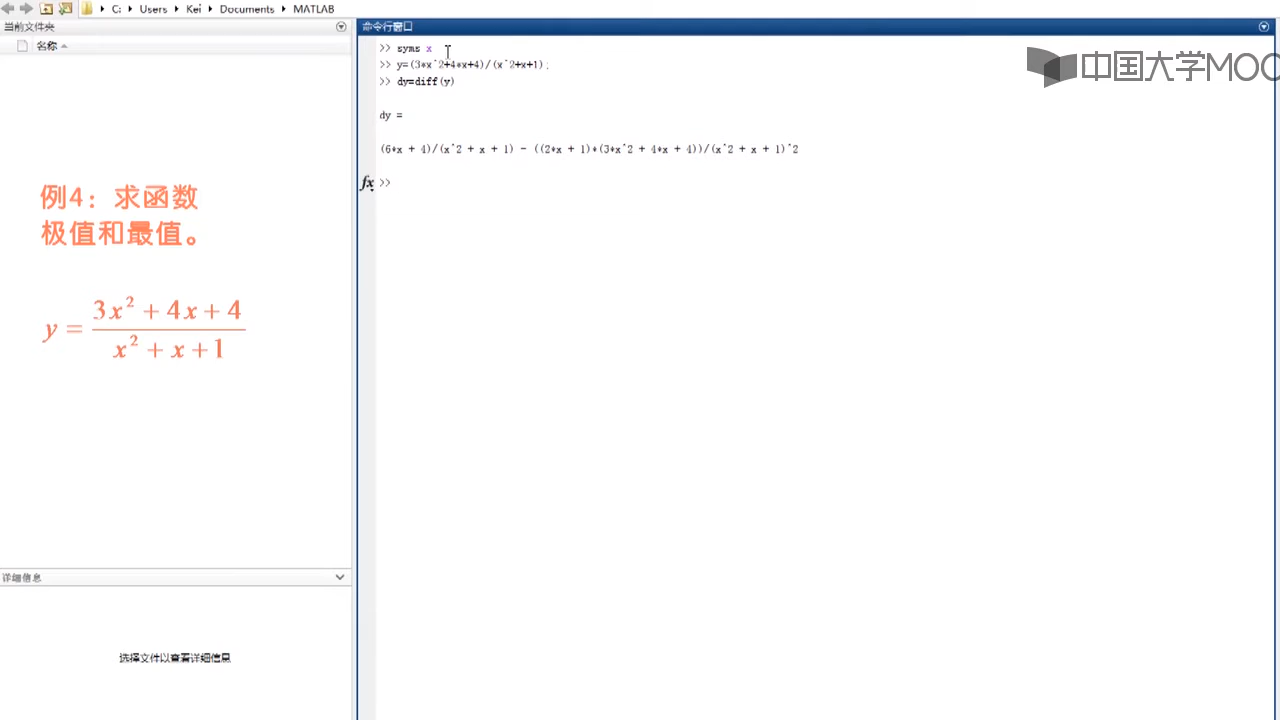 C: Users Kei Documents MATLAB
当前文件夹
名称
命令行窗口
>> syms x
>> y=(3*x^2+4*x+4)/(x^2+x+1);
>> dy=diff(y)
dy =
(6*x + 4)/(x^2 + x + 1) - ((2*x + 1)*(3*x^2 + 4*x + 4))/(x^2 + x + 1)^2
fx >>
中国大学MOO
例4：求函数
极值和最值。
3x² + 4x + 4
y =
x² + x + 1
详细信息
选择文件以查看详细信息